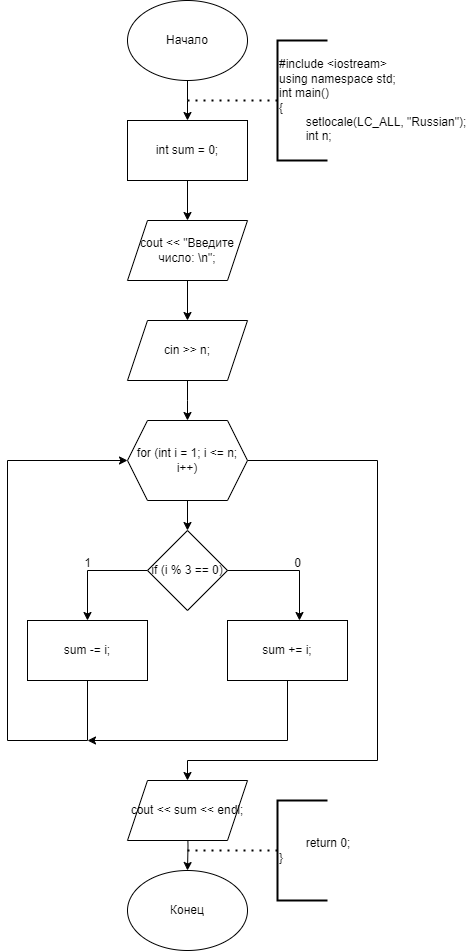 Начало
#include <iostream>
using namespace std;
int main()
{
setlocale(LC_ALL, "Russian");
int n;
int sum = 0;
cout << "Введите
число: \n";
cin >> n;
for (int i = 1; i <= n;
i++)
1
if (i % 3 == 0)
0
sum -= i;
sum += i;
cout << sum << endl;
return 0;
}
Конец